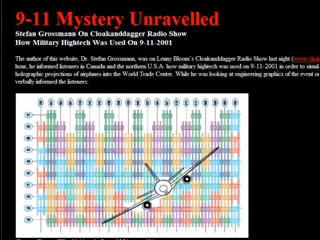 9-11 Mystery Unravelled
Stefan Grossmann On Cloakanddagger Radio Show
How Military Hightech Was Used On 9-11-2001
The author of this website, Dr. Stefan Grossmann, was on Lenny Bloom's Cloakanddagger Radio Show last night (www.cloa
hour, he informed listeners in Canada and the northern U.S.A. how military hightech was used on 9-11-2001 in order to simul
holographic projections of airplanes into the World Trade Center. While he was looking at engineering graphics of the event o
verbally informed the listeners: